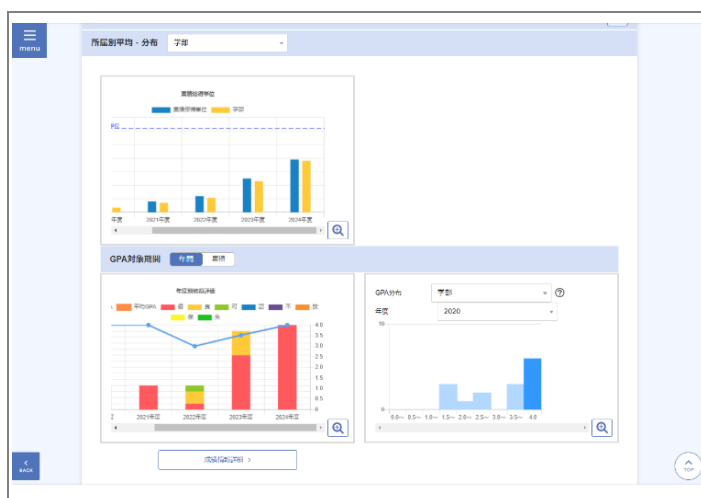 menu
所属別平均・分布 学部
累積修得単位
累積修得単位 学部
年度 2021年度 2022年度 2023年度 2024年度
GPA対象期間 年間 累積
年度別成績評価
平均GPA 優 良 可 認 不 放
保 失
4.0
3.5
3.0
2.5
2.0
1.5
1.0
0.5
0
2021年度 2022年度 2023年度 2024年度
GPA分布 学部
年度 2020
10
0
0.0~ 0.5~ 1.0~ 1.5~ 2.0~ 2.5~ 3.0~ 3.5~ 4.0
成績情報詳細 >
BACK
TOP